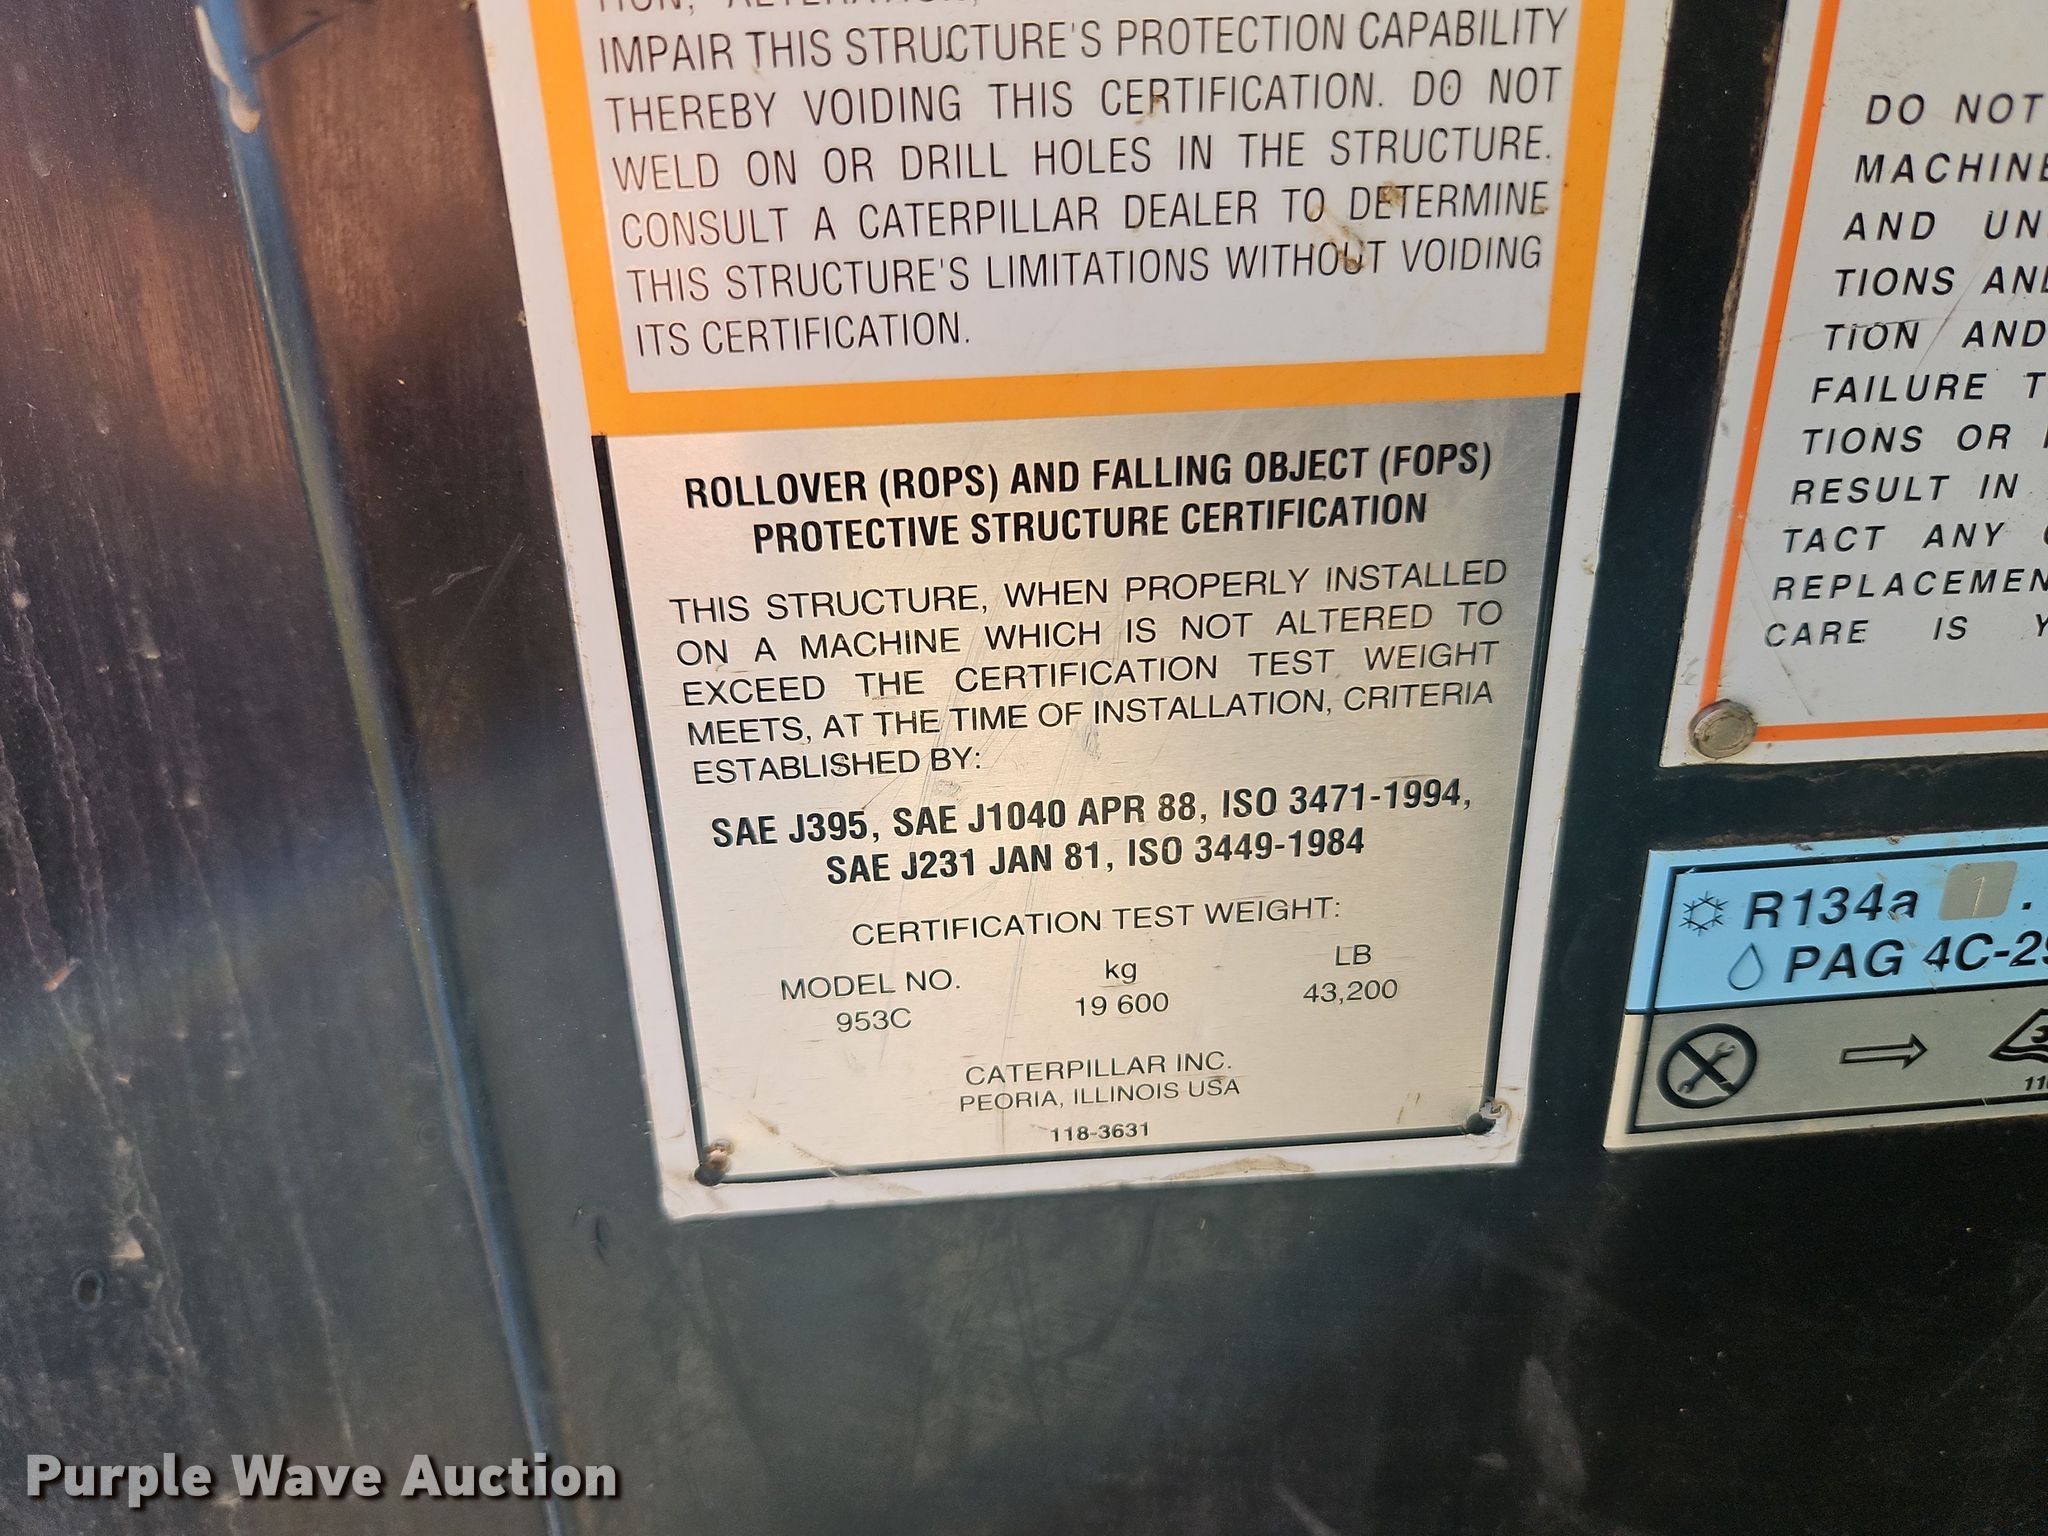 TION, ALTERATION,
IMPAIR THIS STRUCTURE'S PROTECTION CAPABILITY
THEREBY VOIDING THIS CERTIFICATION. DO NOT
WELD ON OR DRILL HOLES IN THE STRUCTURE.
CONSULT A CATERPILLAR DEALER TO DETERMINE
THIS STRUCTURE'S LIMITATIONS WITHOUT VOIDING
ITS CERTIFICATION.
ROLLOVER (ROPS) AND FALLING OBJECT (FOPS)
PROTECTIVE STRUCTURE CERTIFICATION
THIS STRUCTURE, WHEN PROPERLY INSTALLED
ON A MACHINE WHICH IS NOT ALTERED TO
EXCEED THE CERTIFICATION TEST WEIGHT
MEETS, AT THE TIME OF INSTALLATION, CRITERIA
ESTABLISHED BY:
SAE J395, SAE J1040 APR 88, ISO 3471-1994,
SAE J231 JAN 81, ISO 3449-1984
CERTIFICATION TEST WEIGHT:
MODEL NO. kg LB
953C 19 600 43,200
CATERPILLAR INC.
PEORIA, ILLINOIS USA
118-3631
DO NOT
MACHINE
AND UN
TIONS AND
TION AND
FAILURE T
TIONS OR
RESULT IN
TACT ANY
REPLACEMEN
CARE IS Y
R134a 1.
PAG 4C-29
Purple Wave Auction